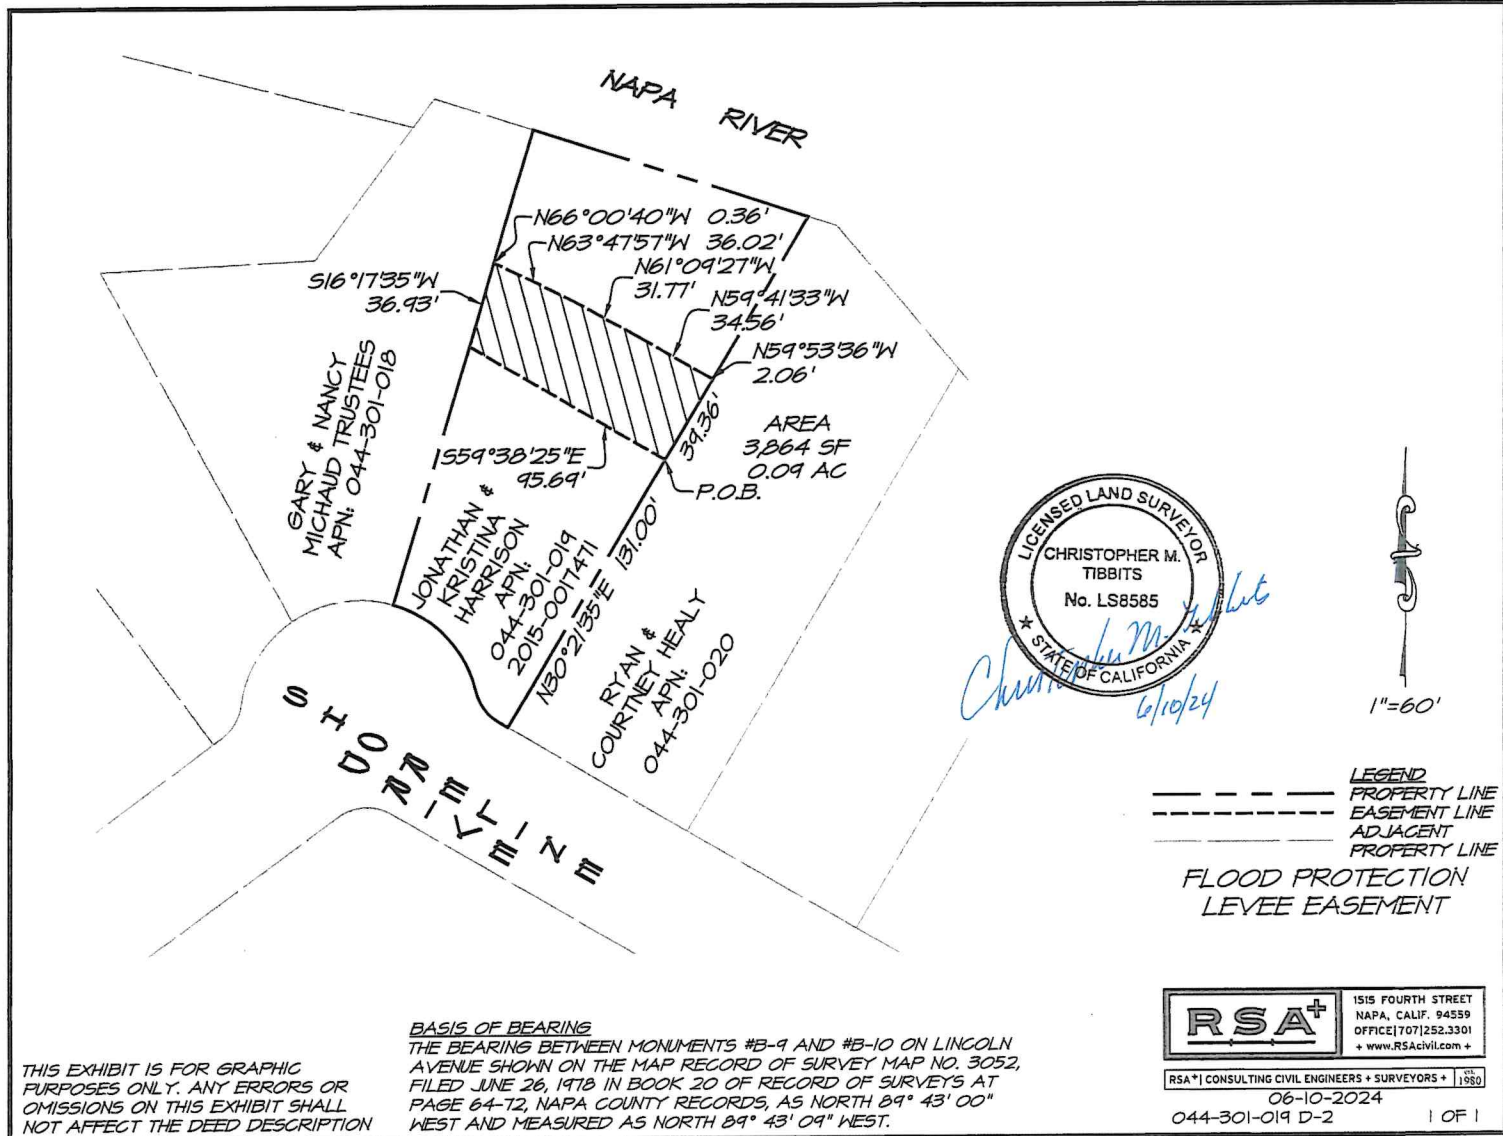 NAPA RIVER
N66°00'40"W 0.36'
N63°47'57"W 36.02'
N61°09'27"W
31.77'
N59°41'33"W
34.56'
N59°53'36"W
2.06'
S16°17'35"W
36.93'
39.36'
AREA
3,864 SF
0.09 AC
S59°38'25"E
95.69'
P.O.B.
GARY & NANCY
MICHAUD TRUSTEES
APN: 044-301-018
JONATHAN &
KRISTINA
HARRISON
APN:
044-301-019
2015-0017471
N30°21'35"E 131.00'
RYAN &
COURTNEY HEALY
APN:
044-301-020
SHORELINE
DRIVE
LICENSED LAND SURVEYOR
CHRISTOPHER M.
TIBBITS
No. LS8585
STATE OF CALIFORNIA
Christopher M. Tibbits
6/10/24
1"=60'
LEGEND
PROPERTY LINE
EASEMENT LINE
ADJACENT
PROPERTY LINE
FLOOD PROTECTION
LEVEE EASEMENT
THIS EXHIBIT IS FOR GRAPHIC
PURPOSES ONLY. ANY ERRORS OR
OMISSIONS ON THIS EXHIBIT SHALL
NOT AFFECT THE DEED DESCRIPTION
BASIS OF BEARING
THE BEARING BETWEEN MONUMENTS #B-9 AND #B-10 ON LINCOLN
AVENUE SHOWN ON THE MAP RECORD OF SURVEY MAP NO. 3052,
FILED JUNE 26, 1978 IN BOOK 20 OF RECORD OF SURVEYS AT
PAGE 64-72, NAPA COUNTY RECORDS, AS NORTH 89° 43' 00"
WEST AND MEASURED AS NORTH 89° 43' 09" WEST.
RSA+
1515 FOURTH STREET
NAPA, CALIF. 94559
OFFICE|707|252.3301
+ www.RSAcivil.com +
RSA+| CONSULTING CIVIL ENGINEERS + SURVEYORS + est. 1980
06-10-2024
044-301-019 D-2 1 OF 1